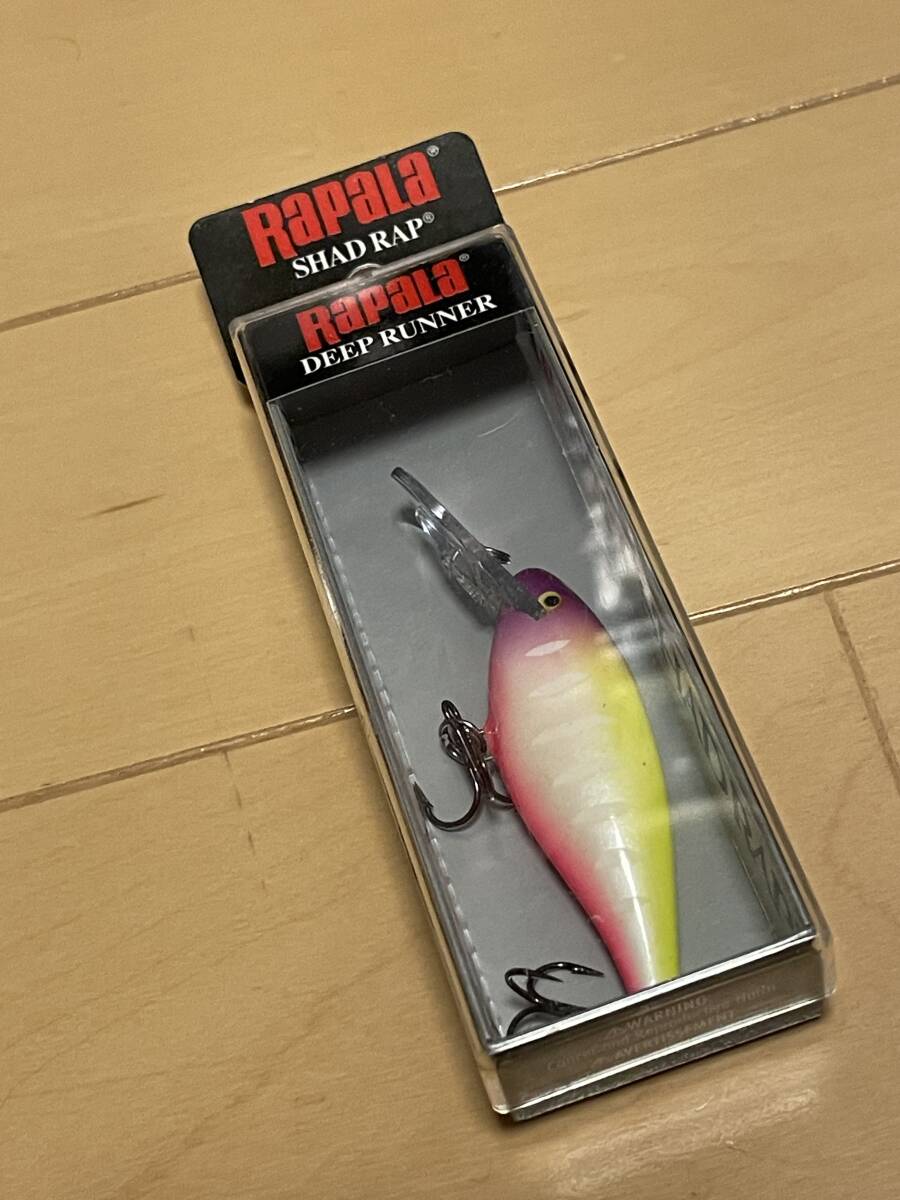 Rapala®
SHAD RAP®
Rapala®
DEEP RUNNER
⚠ WARNING
⚠ AVERTISSEMENT